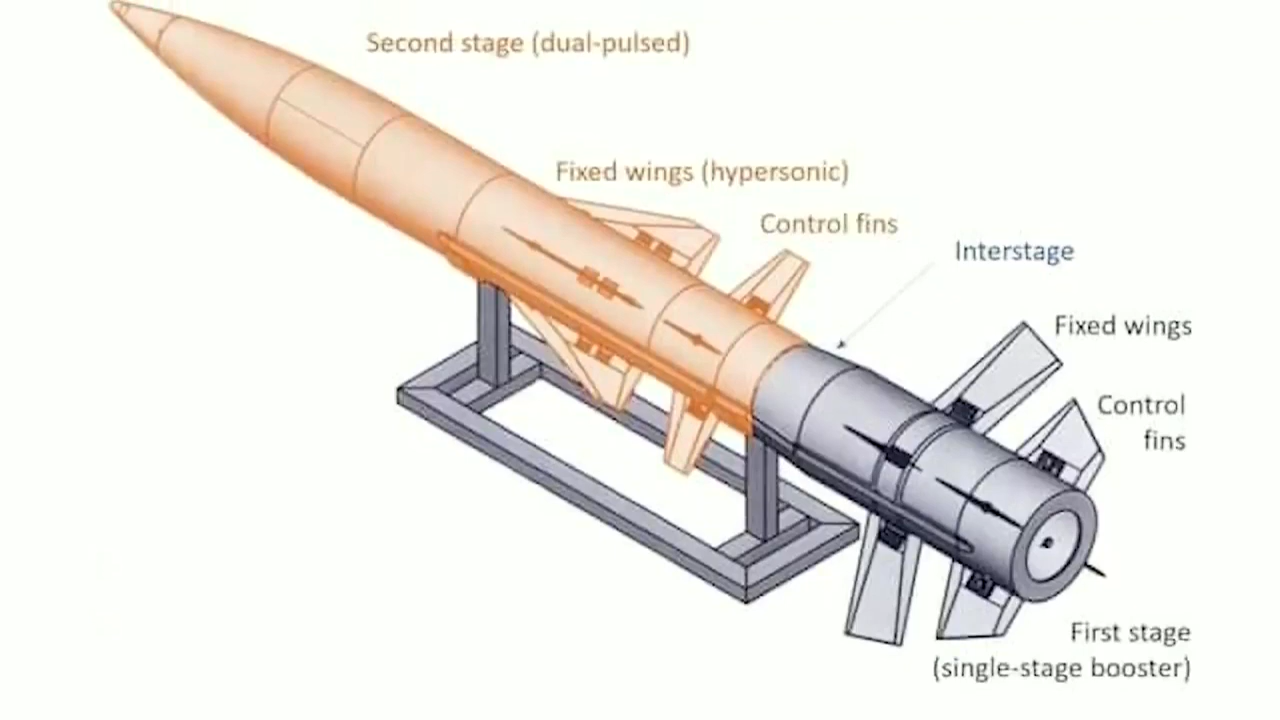 Second stage (dual-pulsed)
Fixed wings (hypersonic)
Control fins
Interstage
Fixed wings
Control
fins
First stage
(single-stage booster)